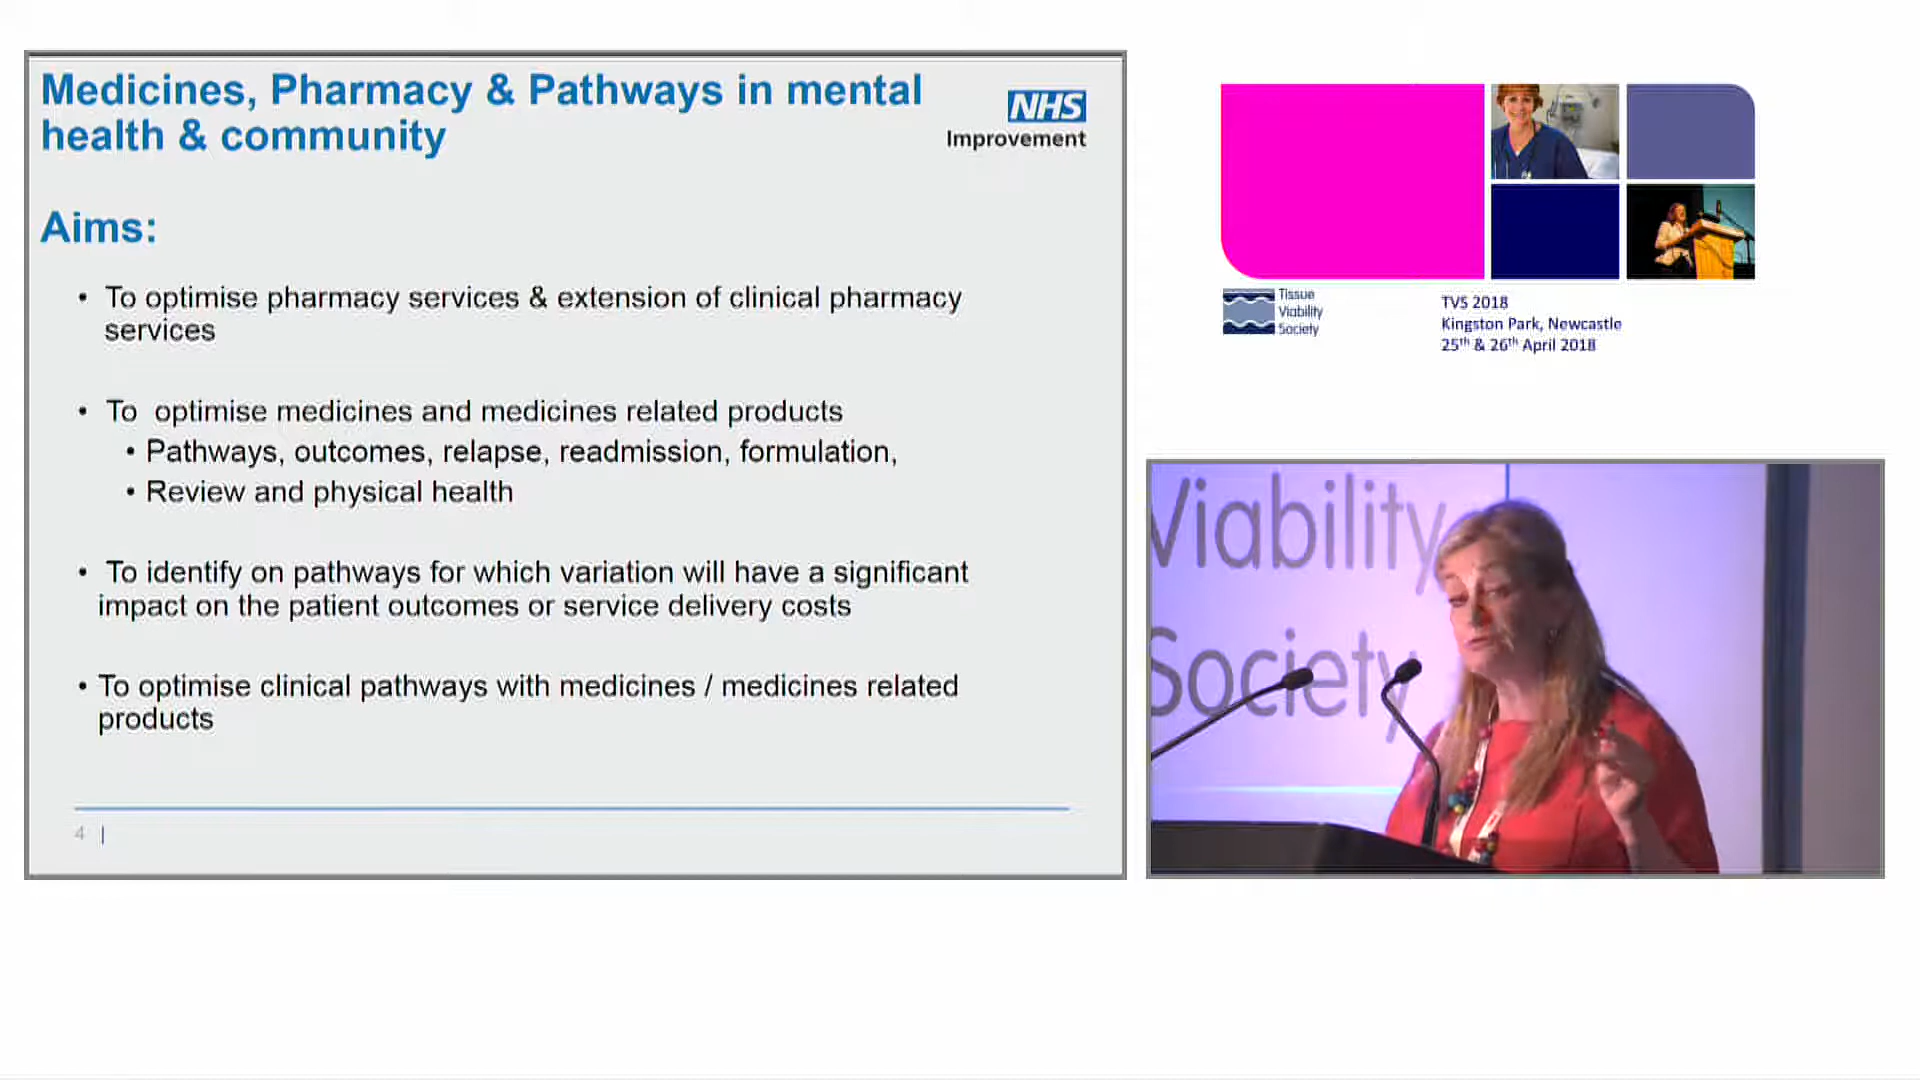 Medicines, Pharmacy & Pathways in mental
health & community
NHS
Improvement
Aims:
• To optimise pharmacy services & extension of clinical pharmacy
services
• To optimise medicines and medicines related products
• Pathways, outcomes, relapse, readmission, formulation,
• Review and physical health
• To identify on pathways for which variation will have a significant
impact on the patient outcomes or service delivery costs
• To optimise clinical pathways with medicines / medicines related
products
4 |
Tissue
Viability
Society
TVS 2018
Kingston Park, Newcastle
25th & 26th April 2018
Viability
Society